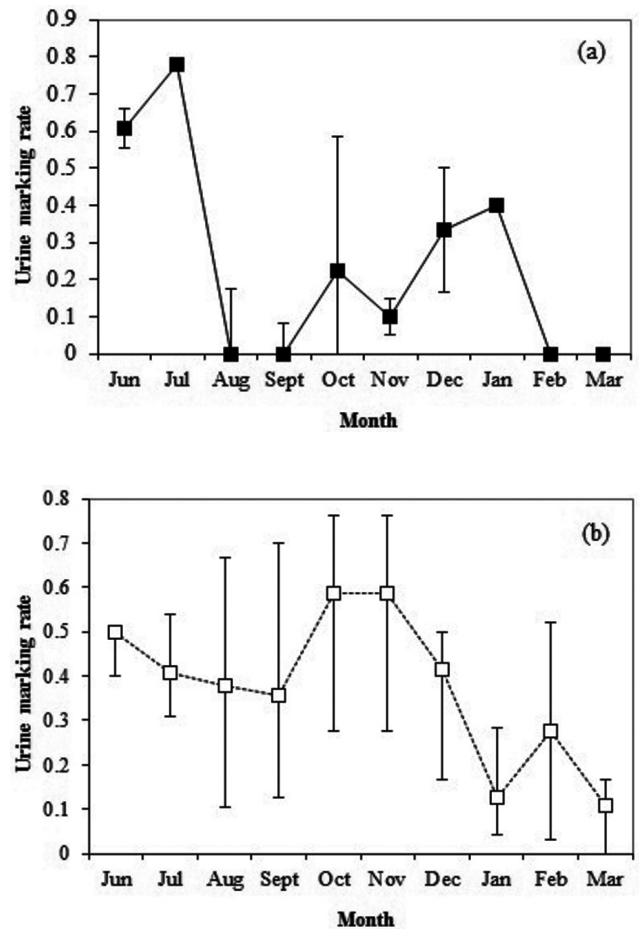 (a)
Urine marking rate
0.9
0.8
0.7
0.6
0.5
0.4
0.3
0.2
0.1
0
Jun Jul Aug Sept Oct Nov Dec Jan Feb Mar
Month
(b)
Urine marking rate
0.8
0.7
0.6
0.5
0.4
0.3
0.2
0.1
0
Jun Jul Aug Sept Oct Nov Dec Jan Feb Mar
Month